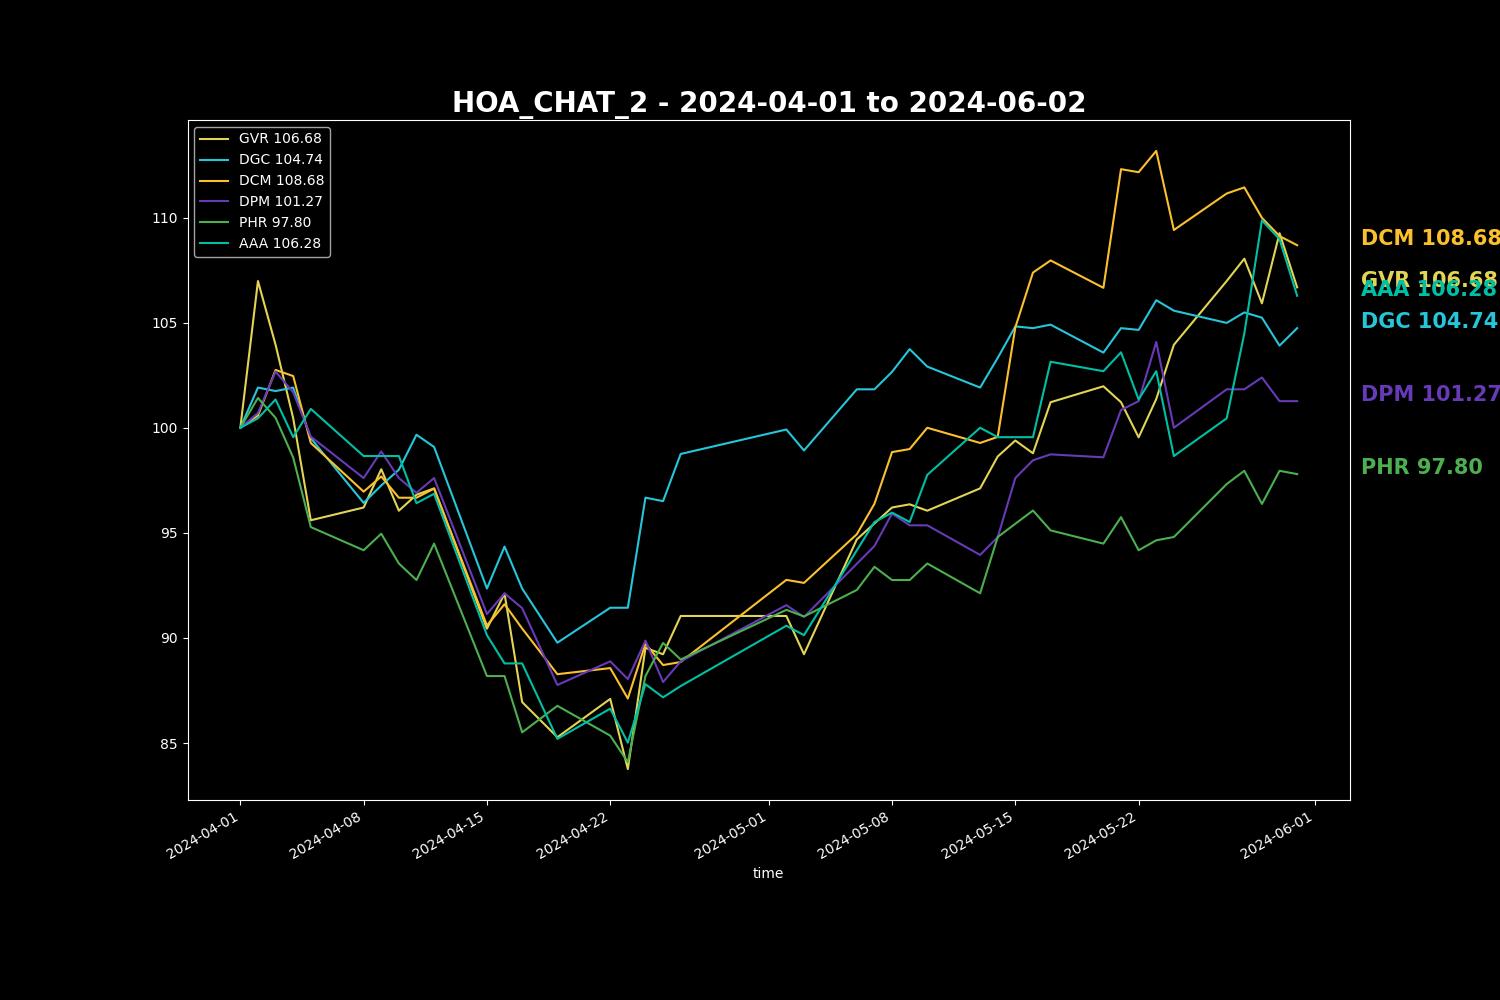 HOA_CHAT_2 - 2024-04-01 to 2024-06-02
GVR 106.68
DGC 104.74
DCM 108.68
DPM 101.27
PHR 97.80
AAA 106.28
110
105
100
95
90
85
DCM 108.68
GVR 106.68
AAA 106.28
DGC 104.74
DPM 101.27
PHR 97.80
2024-04-01
2024-04-08
2024-04-15
2024-04-22
2024-05-01
2024-05-08
2024-05-15
2024-05-22
2024-06-01
time